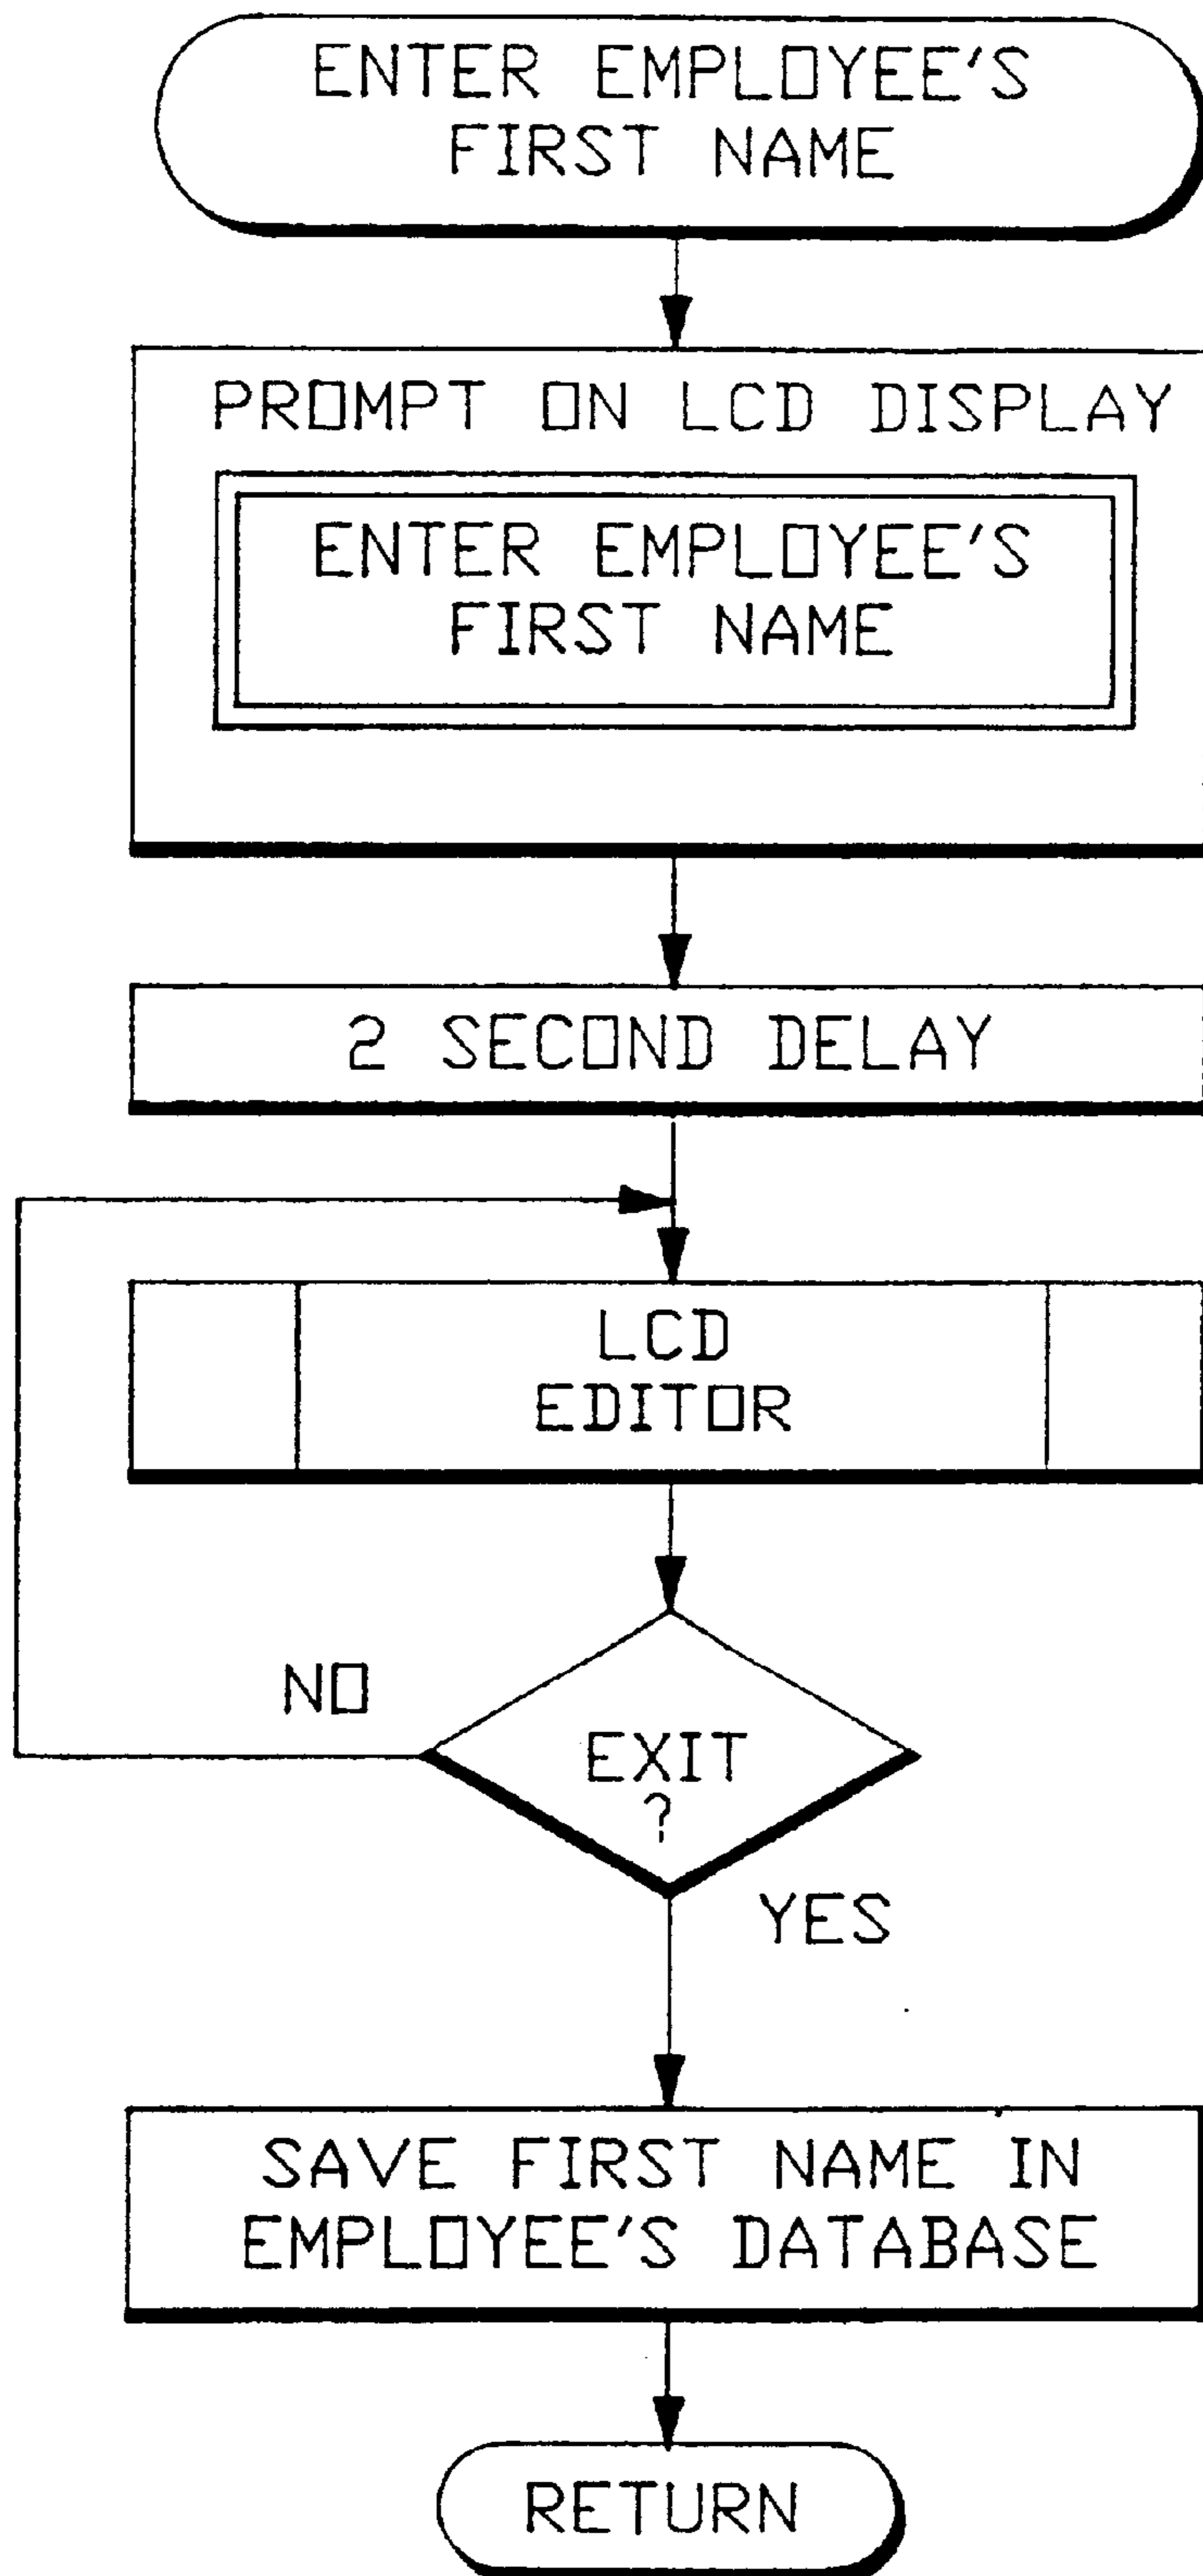 ENTER EMPLOYEE'S
FIRST NAME
PROMPT ON LCD DISPLAY
ENTER EMPLOYEE'S
FIRST NAME
2 SECOND DELAY
LCD
EDITOR
NO
EXIT
?
YES
SAVE FIRST NAME IN
EMPLOYEE'S DATABASE
RETURN